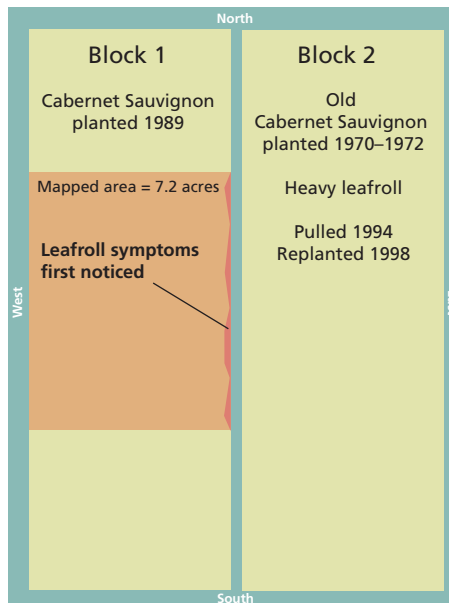 North
Block 1
Cabernet Sauvignon
planted 1989
Mapped area = 7.2 acres
Leafroll symptoms
first noticed
West
Block 2
Old
Cabernet Sauvignon
planted 1970–1972
Heavy leafroll
Pulled 1994
Replanted 1998
South